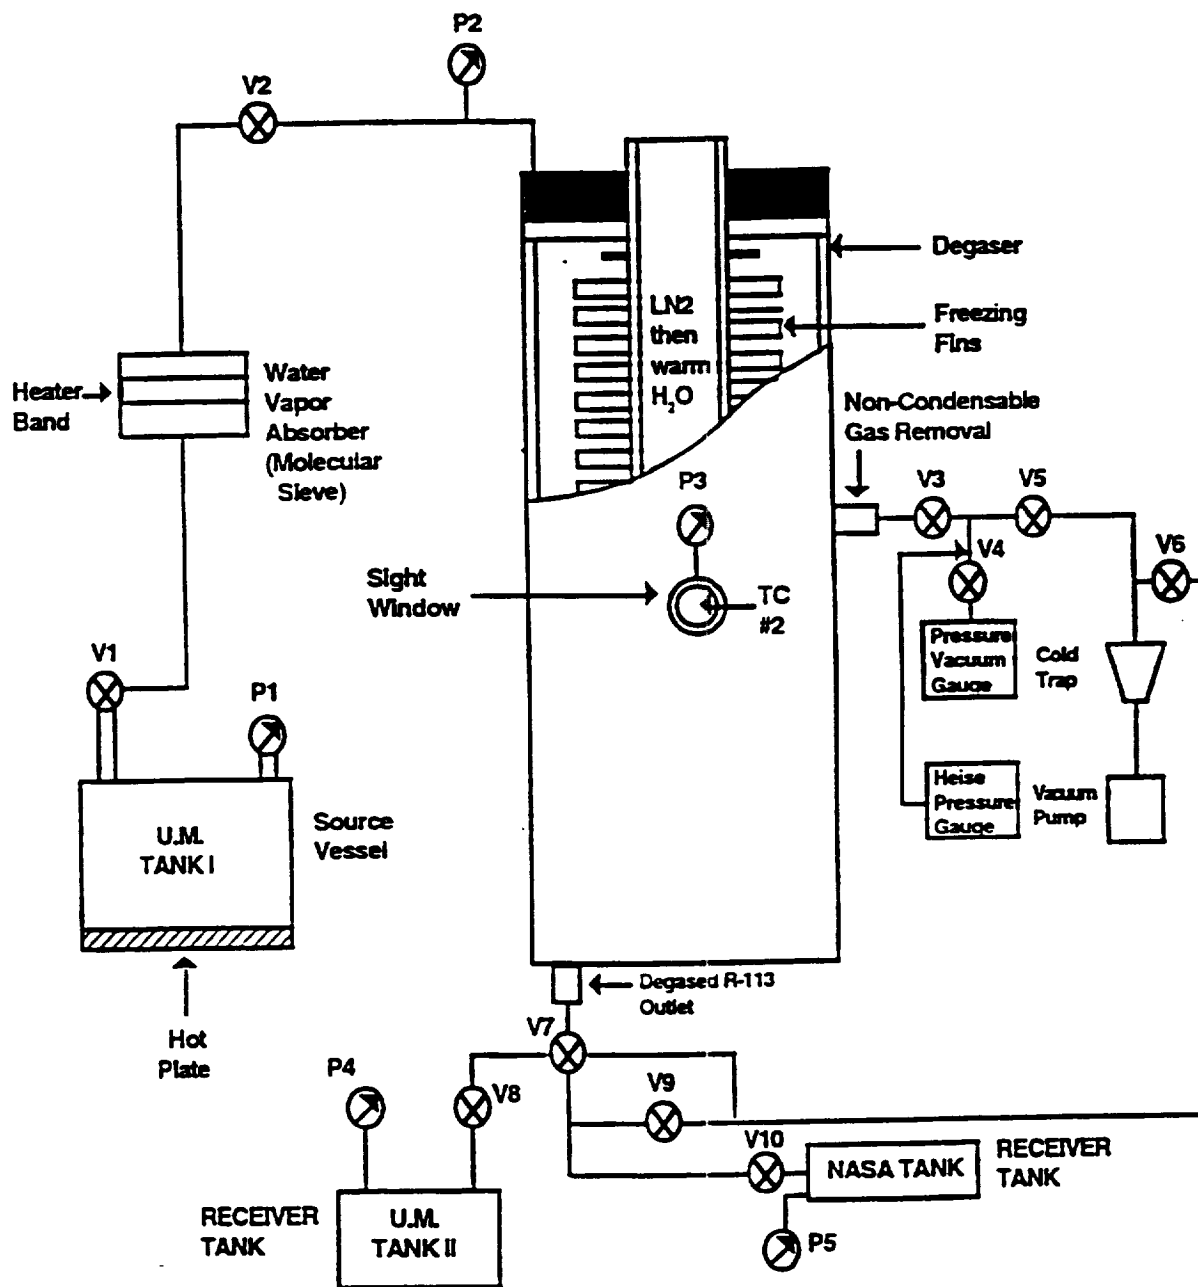 P2
V2
Degaser
LN2
then
warm
H₂O
Freezing
Fins
Heater
Band
Water
Vapor
Absorber
(Molecular
Sieve)
Non-Condensable
Gas Removal
P3
V3
V5
V4
V6
Sight
Window
TC
#2
Pressure
Vacuum
Gauge
Cold
Trap
V1
P1
U.M.
TANK I
Source
Vessel
Heise
Pressure
Gauge
Vacuum
Pump
Hot
Plate
Degased R-113
Outlet
V7
P4
V8
V9
V10
NASA TANK
RECEIVER
TANK
RECEIVER
TANK
U.M.
TANK II
P5